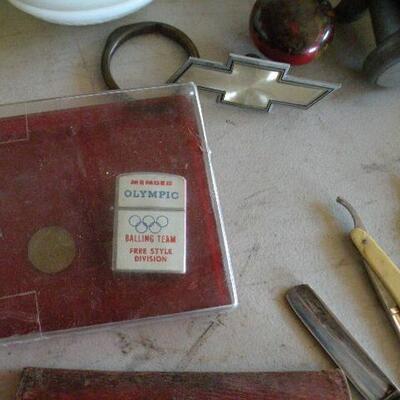 MEMBER
OLYMPIC
BALLING TEAM
FREE STYLE
DIVISION